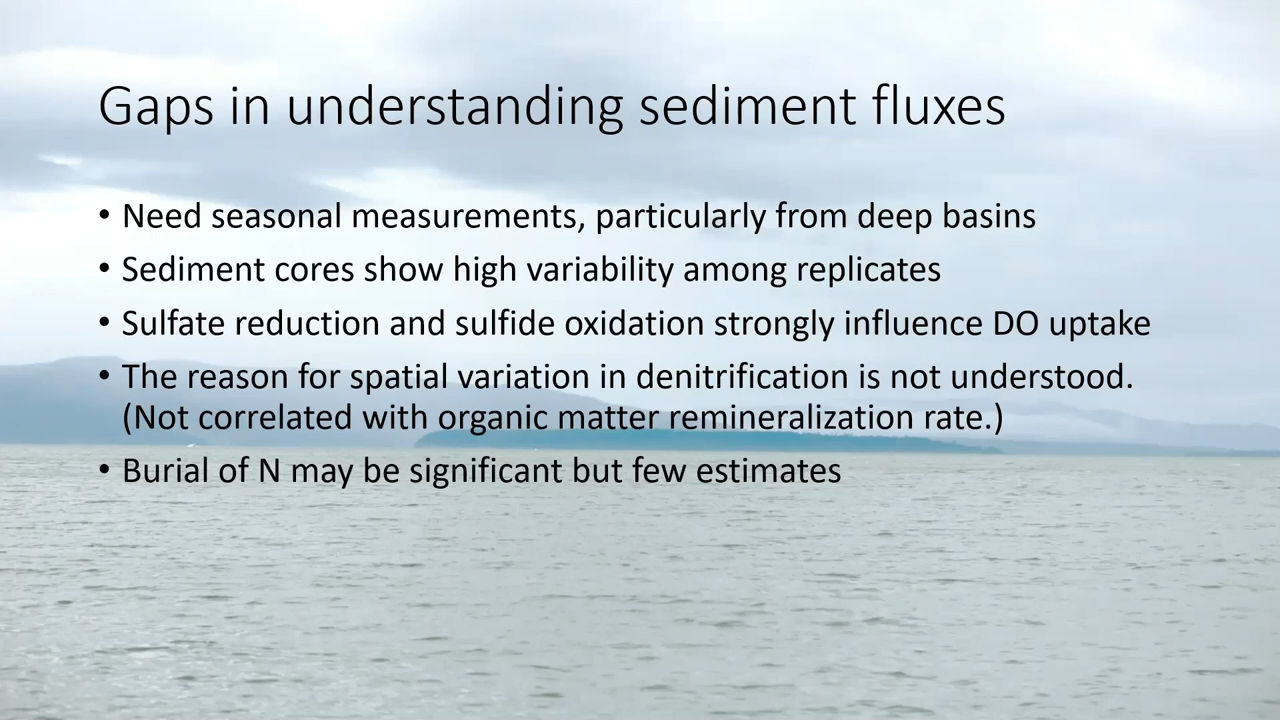 Gaps in understanding sediment fluxes
• Need seasonal measurements, particularly from deep basins
• Sediment cores show high variability among replicates
• Sulfate reduction and sulfide oxidation strongly influence DO uptake
• The reason for spatial variation in denitrification is not understood.
(Not correlated with organic matter remineralization rate.)
• Burial of N may be significant but few estimates